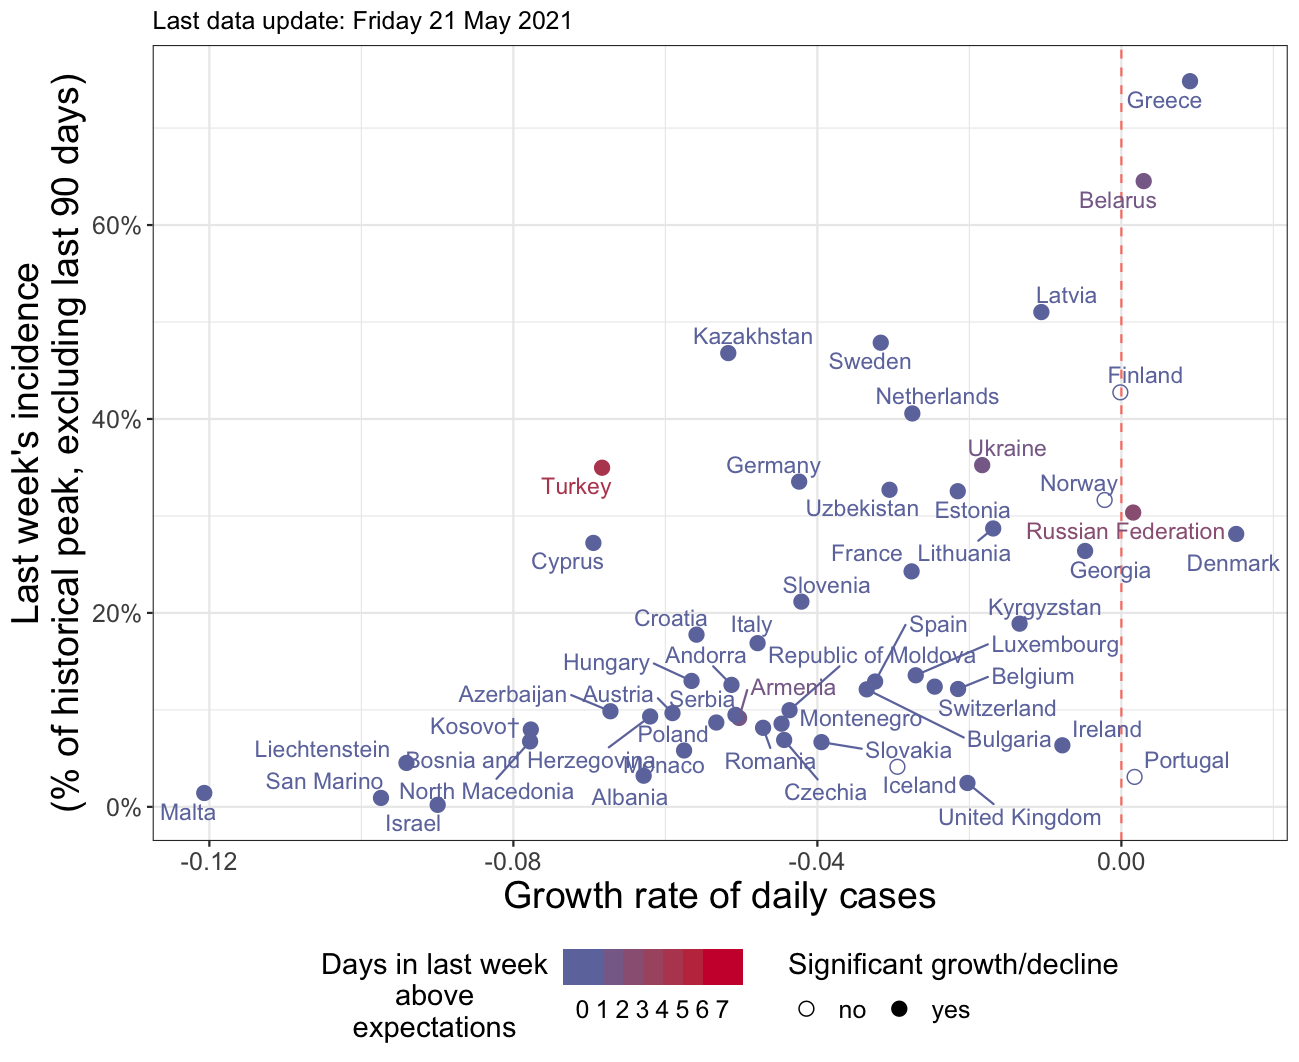 Last data update: Friday 21 May 2021
Last week's incidence
(% of historical peak, excluding last 90 days)
60%
40%
20%
0%
Greece
Belarus
Latvia
Kazakhstan
Sweden
Finland
Netherlands
Ukraine
Germany
Turkey
Norway
Uzbekistan
Estonia
Russian Federation
France
Lithuania
Cyprus
Georgia
Denmark
Slovenia
Kyrgyzstan
Croatia
Italy
Spain
Luxembourg
Hungary
Andorra
Republic of Moldova
Belgium
Azerbaijan
Austria
Serbia
Armenia
Switzerland
Kosovo†
Poland
Montenegro
Ireland
Bulgaria
Liechtenstein
Bosnia and Herzegovina
Monaco
Romania
Slovakia
Portugal
San Marino
North Macedonia
Albania
Czechia
Iceland
Malta
Israel
United Kingdom
-0.12
-0.08
-0.04
0.00
Growth rate of daily cases
Days in last week
above
expectations
0 1 2 3 4 5 6 7
Significant growth/decline
no
yes